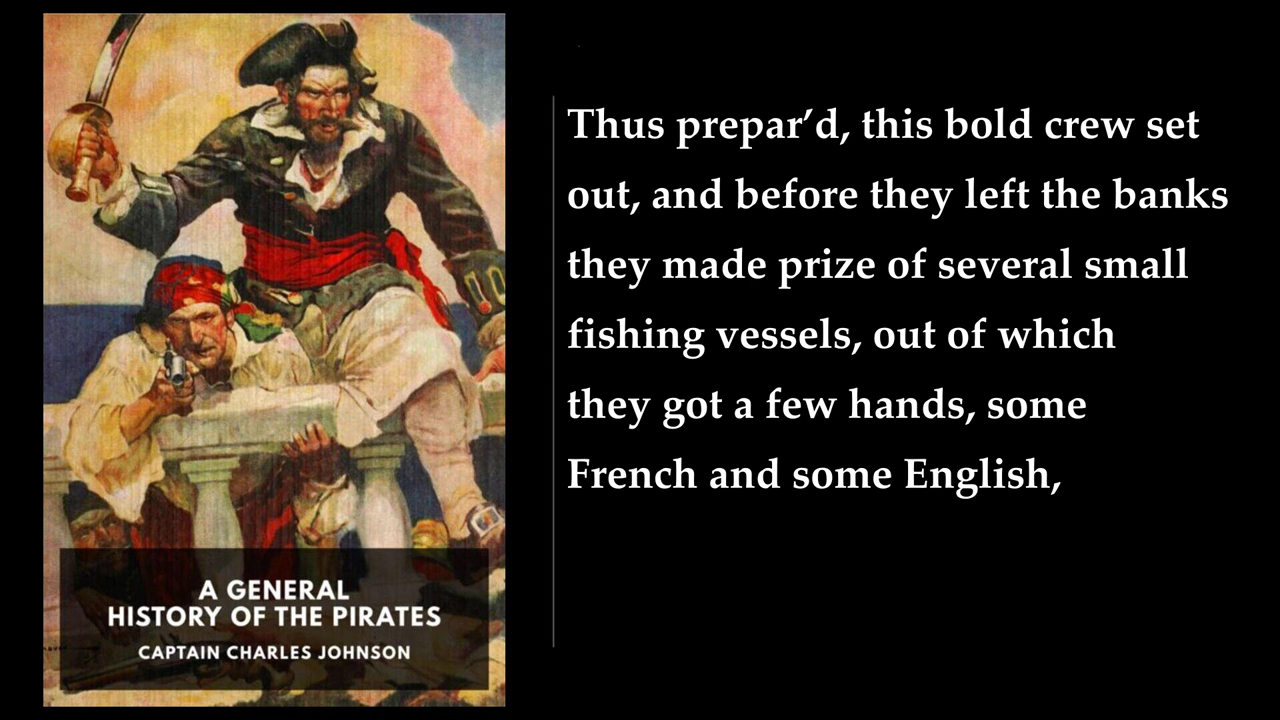 A GENERAL
HISTORY OF THE PIRATES
CAPTAIN CHARLES JOHNSON
Thus prepar’d, this bold crew set
out, and before they left the banks
they made prize of several small
fishing vessels, out of which
they got a few hands, some
French and some English,